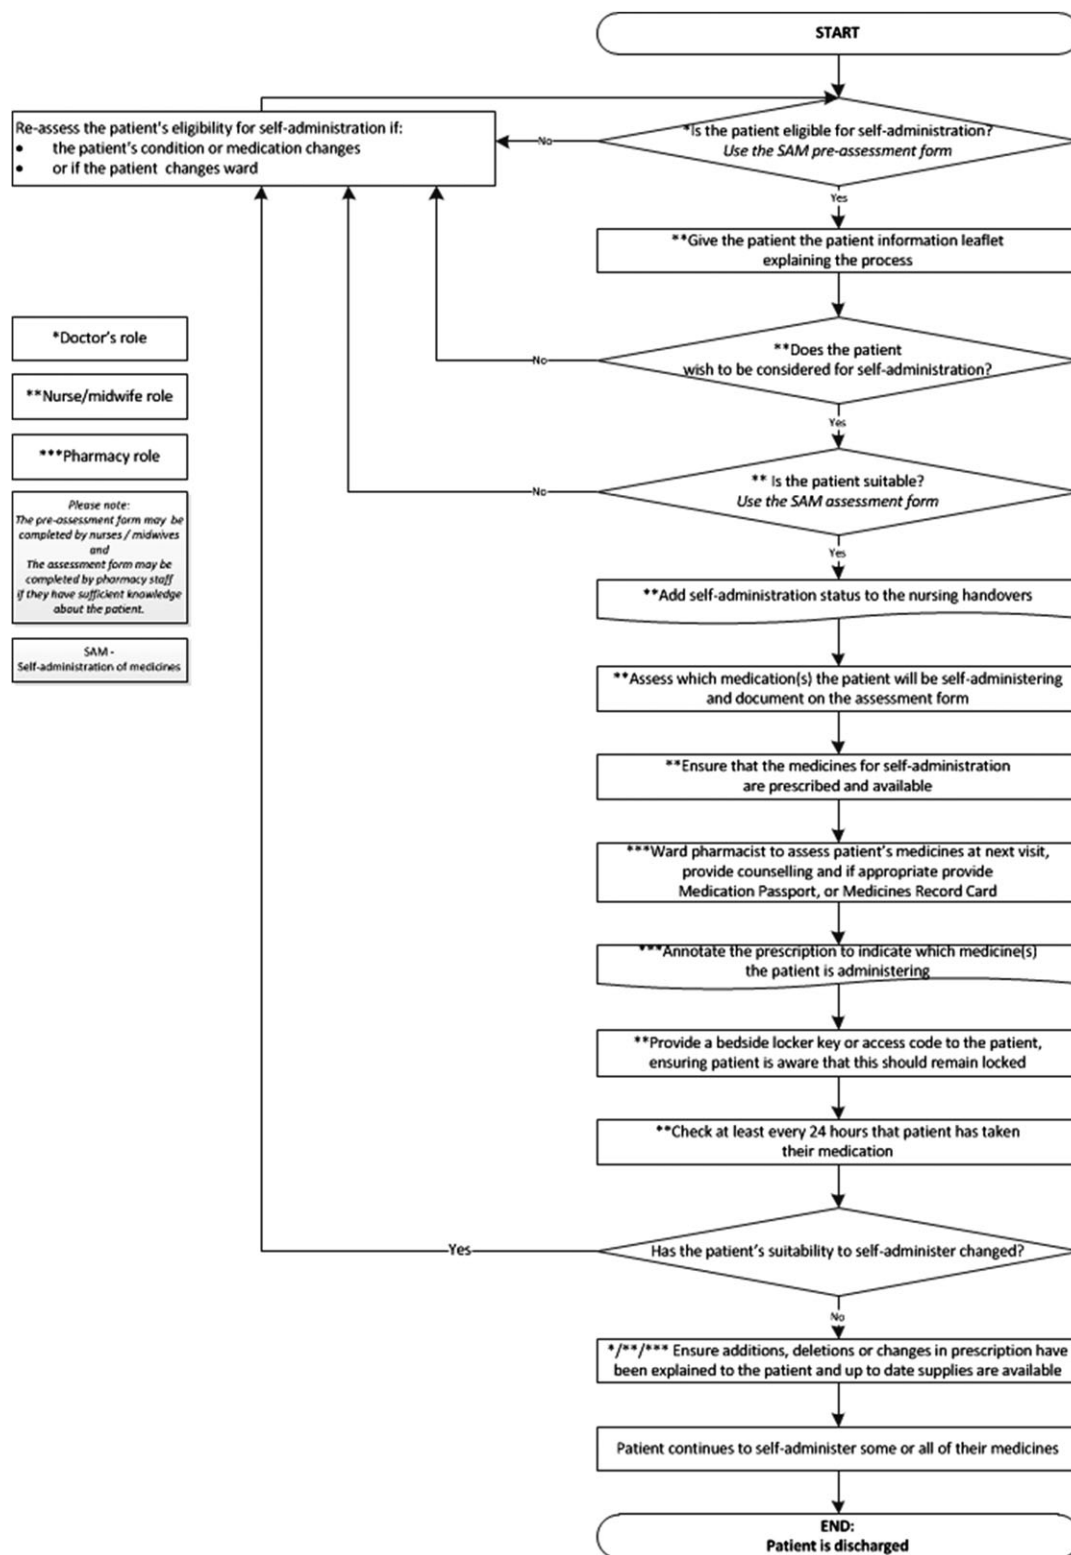 START
Re-assess the patient's eligibility for self-administration if:
• the patient's condition or medication changes
• or if the patient changes ward
No
*Is the patient eligible for self-administration?
Use the SAM pre-assessment form
Yes
**Give the patient the patient information leaflet
explaining the process
*Doctor's role
**Nurse/midwife role
***Pharmacy role
Please note:
The pre-assessment form may be
completed by nurses / midwives
and
The assessment form may be
completed by pharmacy staff
if they have sufficient knowledge
about the patient.
SAM -
Self-administration of medicines
No
**Does the patient
wish to be considered for self-administration?
Yes
No
** Is the patient suitable?
Use the SAM assessment form
Yes
**Add self-administration status to the nursing handovers
**Assess which medication(s) the patient will be self-administering
and document on the assessment form
**Ensure that the medicines for self-administration
are prescribed and available
***Ward pharmacist to assess patient's medicines at next visit,
provide counselling and if appropriate provide
Medication Passport, or Medicines Record Card
***Annotate the prescription to indicate which medicine(s)
the patient is administering
**Provide a bedside locker key or access code to the patient,
ensuring patient is aware that this should remain locked
**Check at least every 24 hours that patient has taken
their medication
Yes
Has the patient's suitability to self-administer changed?
No
*/**/*** Ensure additions, deletions or changes in prescription have
been explained to the patient and up to date supplies are available
Patient continues to self-administer some or all of their medicines
END:
Patient is discharged